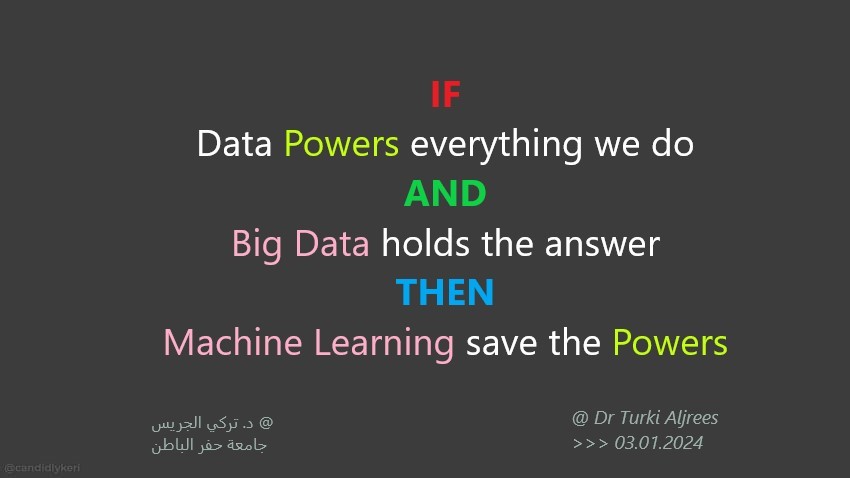 IF
Data Powers everything we do
AND
Big Data holds the answer
THEN
Machine Learning save the Powers
@ د. تركي الجريس
جامعة حفر الباطن
@ Dr Turki Aljrees
>>> 03.01.2024
@candidlykeri